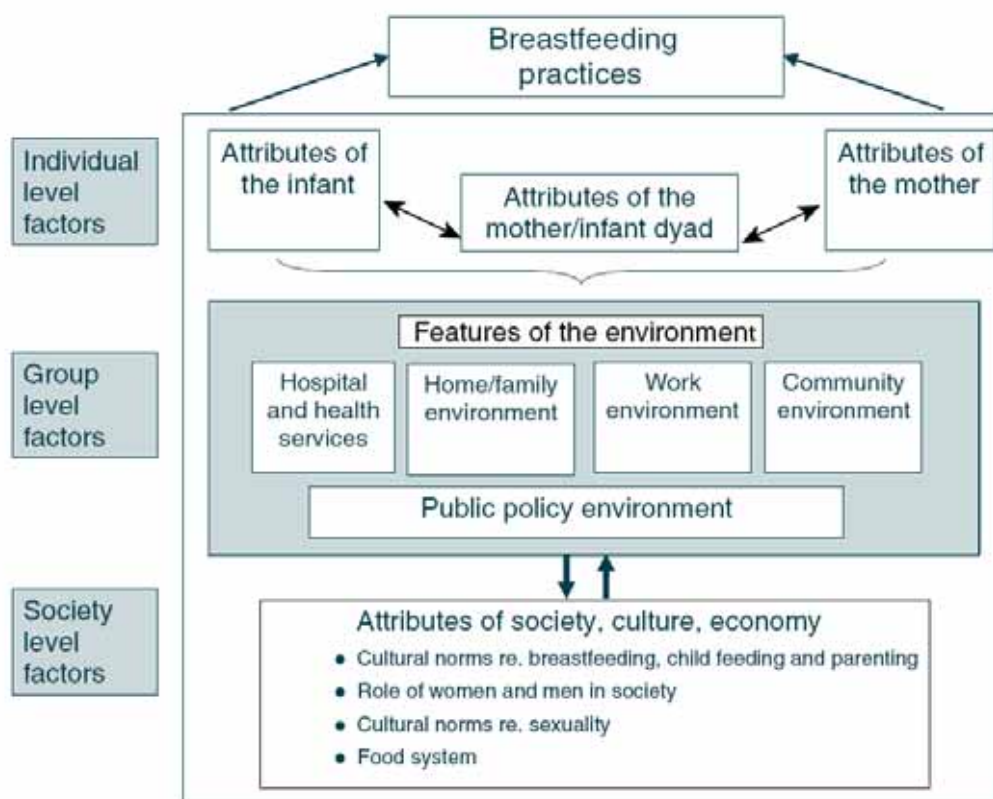 Breastfeeding
practices
Individual
level
factors
Attributes of
the infant
Attributes of the
mother/infant dyad
Attributes of
the mother
Group
level
factors
Features of the environment
Hospital
and health
services
Home/family
environment
Work
environment
Community
environment
Public policy environment
Society
level
factors
Attributes of society, culture, economy
• Cultural norms re. breastfeeding, child feeding and parenting
• Role of women and men in society
• Cultural norms re. sexuality
• Food system